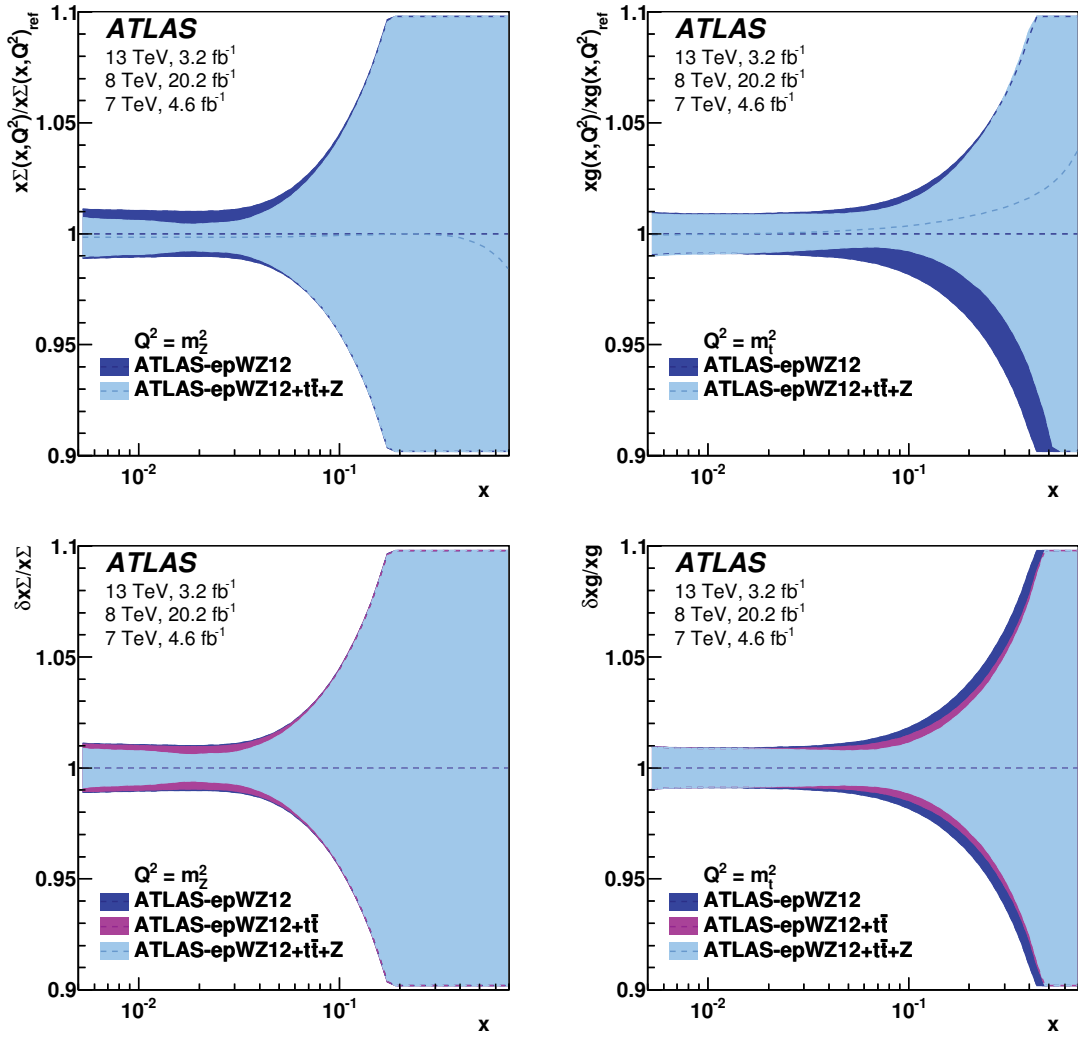 xΣ(x,Q²)/xΣ(x,Q²)ref
1.1
1.05
1
0.95
0.9
ATLAS
13 TeV, 3.2 fb⁻¹
8 TeV, 20.2 fb⁻¹
7 TeV, 4.6 fb⁻¹
Q² = m²Z
ATLAS-epWZ12
ATLAS-epWZ12+tt̄+Z
10⁻²
10⁻¹
x
xg(x,Q²)/xg(x,Q²)ref
1.1
1.05
1
0.95
0.9
ATLAS
13 TeV, 3.2 fb⁻¹
8 TeV, 20.2 fb⁻¹
7 TeV, 4.6 fb⁻¹
Q² = m²t
ATLAS-epWZ12
ATLAS-epWZ12+tt̄+Z
10⁻²
10⁻¹
x
δxΣ/xΣ
1.1
1.05
1
0.95
0.9
ATLAS
13 TeV, 3.2 fb⁻¹
8 TeV, 20.2 fb⁻¹
7 TeV, 4.6 fb⁻¹
Q² = m²Z
ATLAS-epWZ12
ATLAS-epWZ12+tt̄
ATLAS-epWZ12+tt̄+Z
10⁻²
10⁻¹
x
δxg/xg
1.1
1.05
1
0.95
0.9
ATLAS
13 TeV, 3.2 fb⁻¹
8 TeV, 20.2 fb⁻¹
7 TeV, 4.6 fb⁻¹
Q² = m²t
ATLAS-epWZ12
ATLAS-epWZ12+tt̄
ATLAS-epWZ12+tt̄+Z
10⁻²
10⁻¹
x